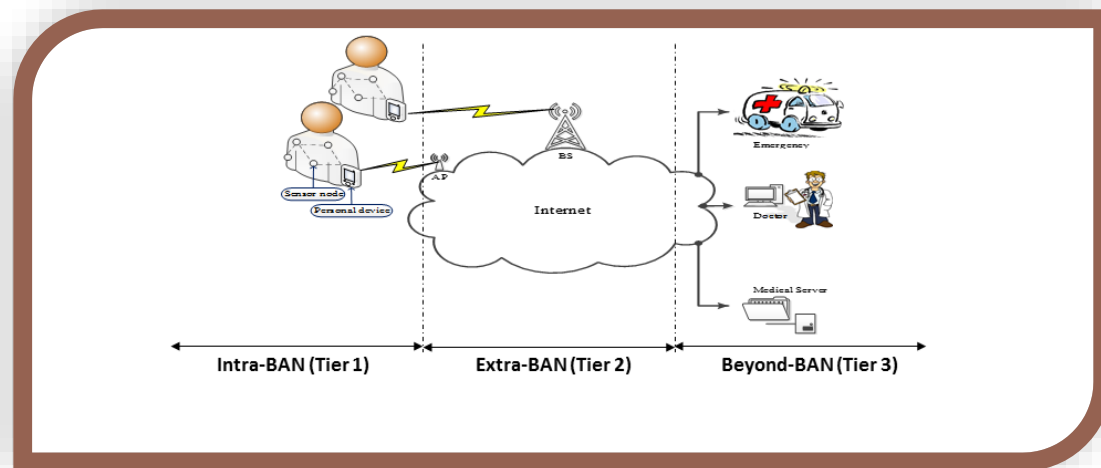 Emergency
BS
AP
Sensor node
Personal device
Internet
Doctor
Medical Server
Intra-BAN (Tier 1)
Extra-BAN (Tier 2)
Beyond-BAN (Tier 3)